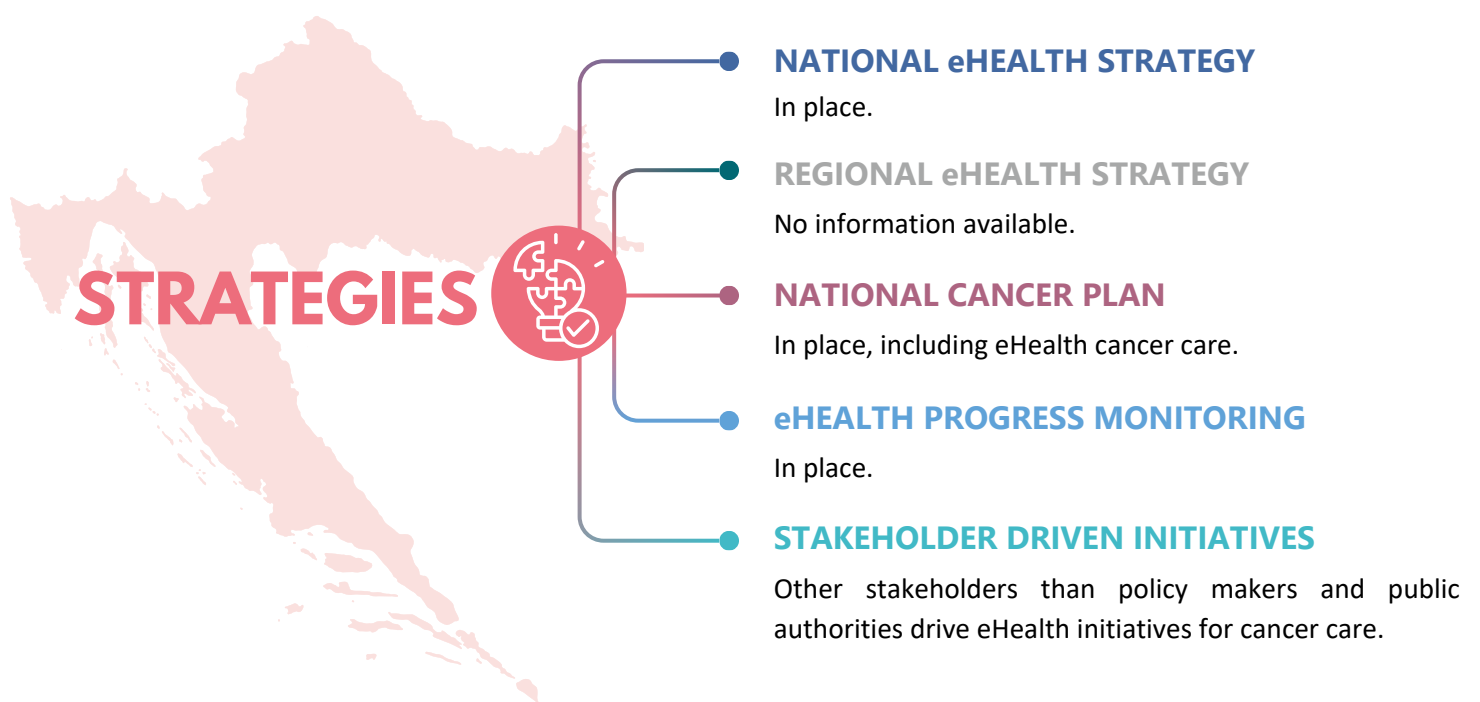 STRATEGIES
NATIONAL eHEALTH STRATEGY
In place.
REGIONAL eHEALTH STRATEGY
No information available.
NATIONAL CANCER PLAN
In place, including eHealth cancer care.
eHEALTH PROGRESS MONITORING
In place.
STAKEHOLDER DRIVEN INITIATIVES
Other stakeholders than policy makers and public
authorities drive eHealth initiatives for cancer care.